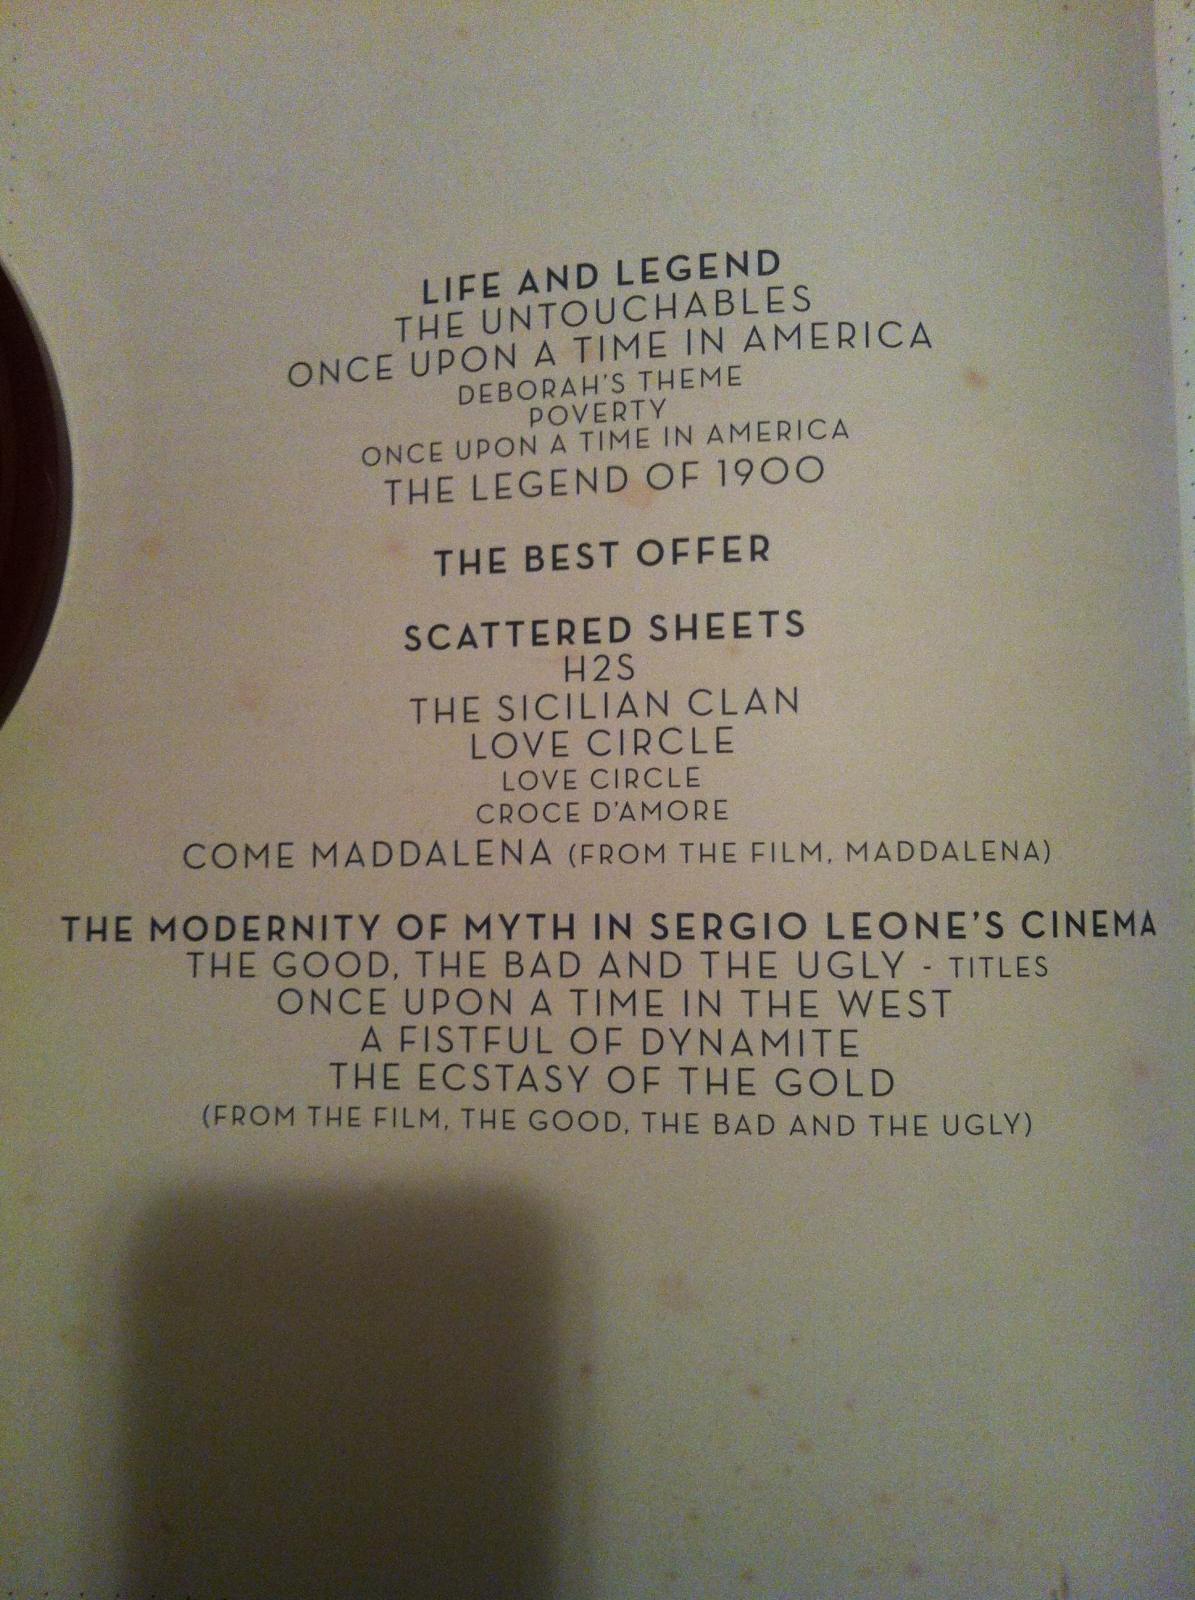 LIFE AND LEGEND
THE UNTOUCHABLES
ONCE UPON A TIME IN AMERICA
DEBORAH'S THEME
POVERTY
ONCE UPON A TIME IN AMERICA
THE LEGEND OF 1900
THE BEST OFFER
SCATTERED SHEETS
H2S
THE SICILIAN CLAN
LOVE CIRCLE
LOVE CIRCLE
CROCE D'AMORE
COME MADDALENA (FROM THE FILM, MADDALENA)
THE MODERNITY OF MYTH IN SERGIO LEONE'S CINEMA
THE GOOD, THE BAD AND THE UGLY - TITLES
ONCE UPON A TIME IN THE WEST
A FISTFUL OF DYNAMITE
THE ECSTASY OF THE GOLD
(FROM THE FILM, THE GOOD, THE BAD AND THE UGLY)